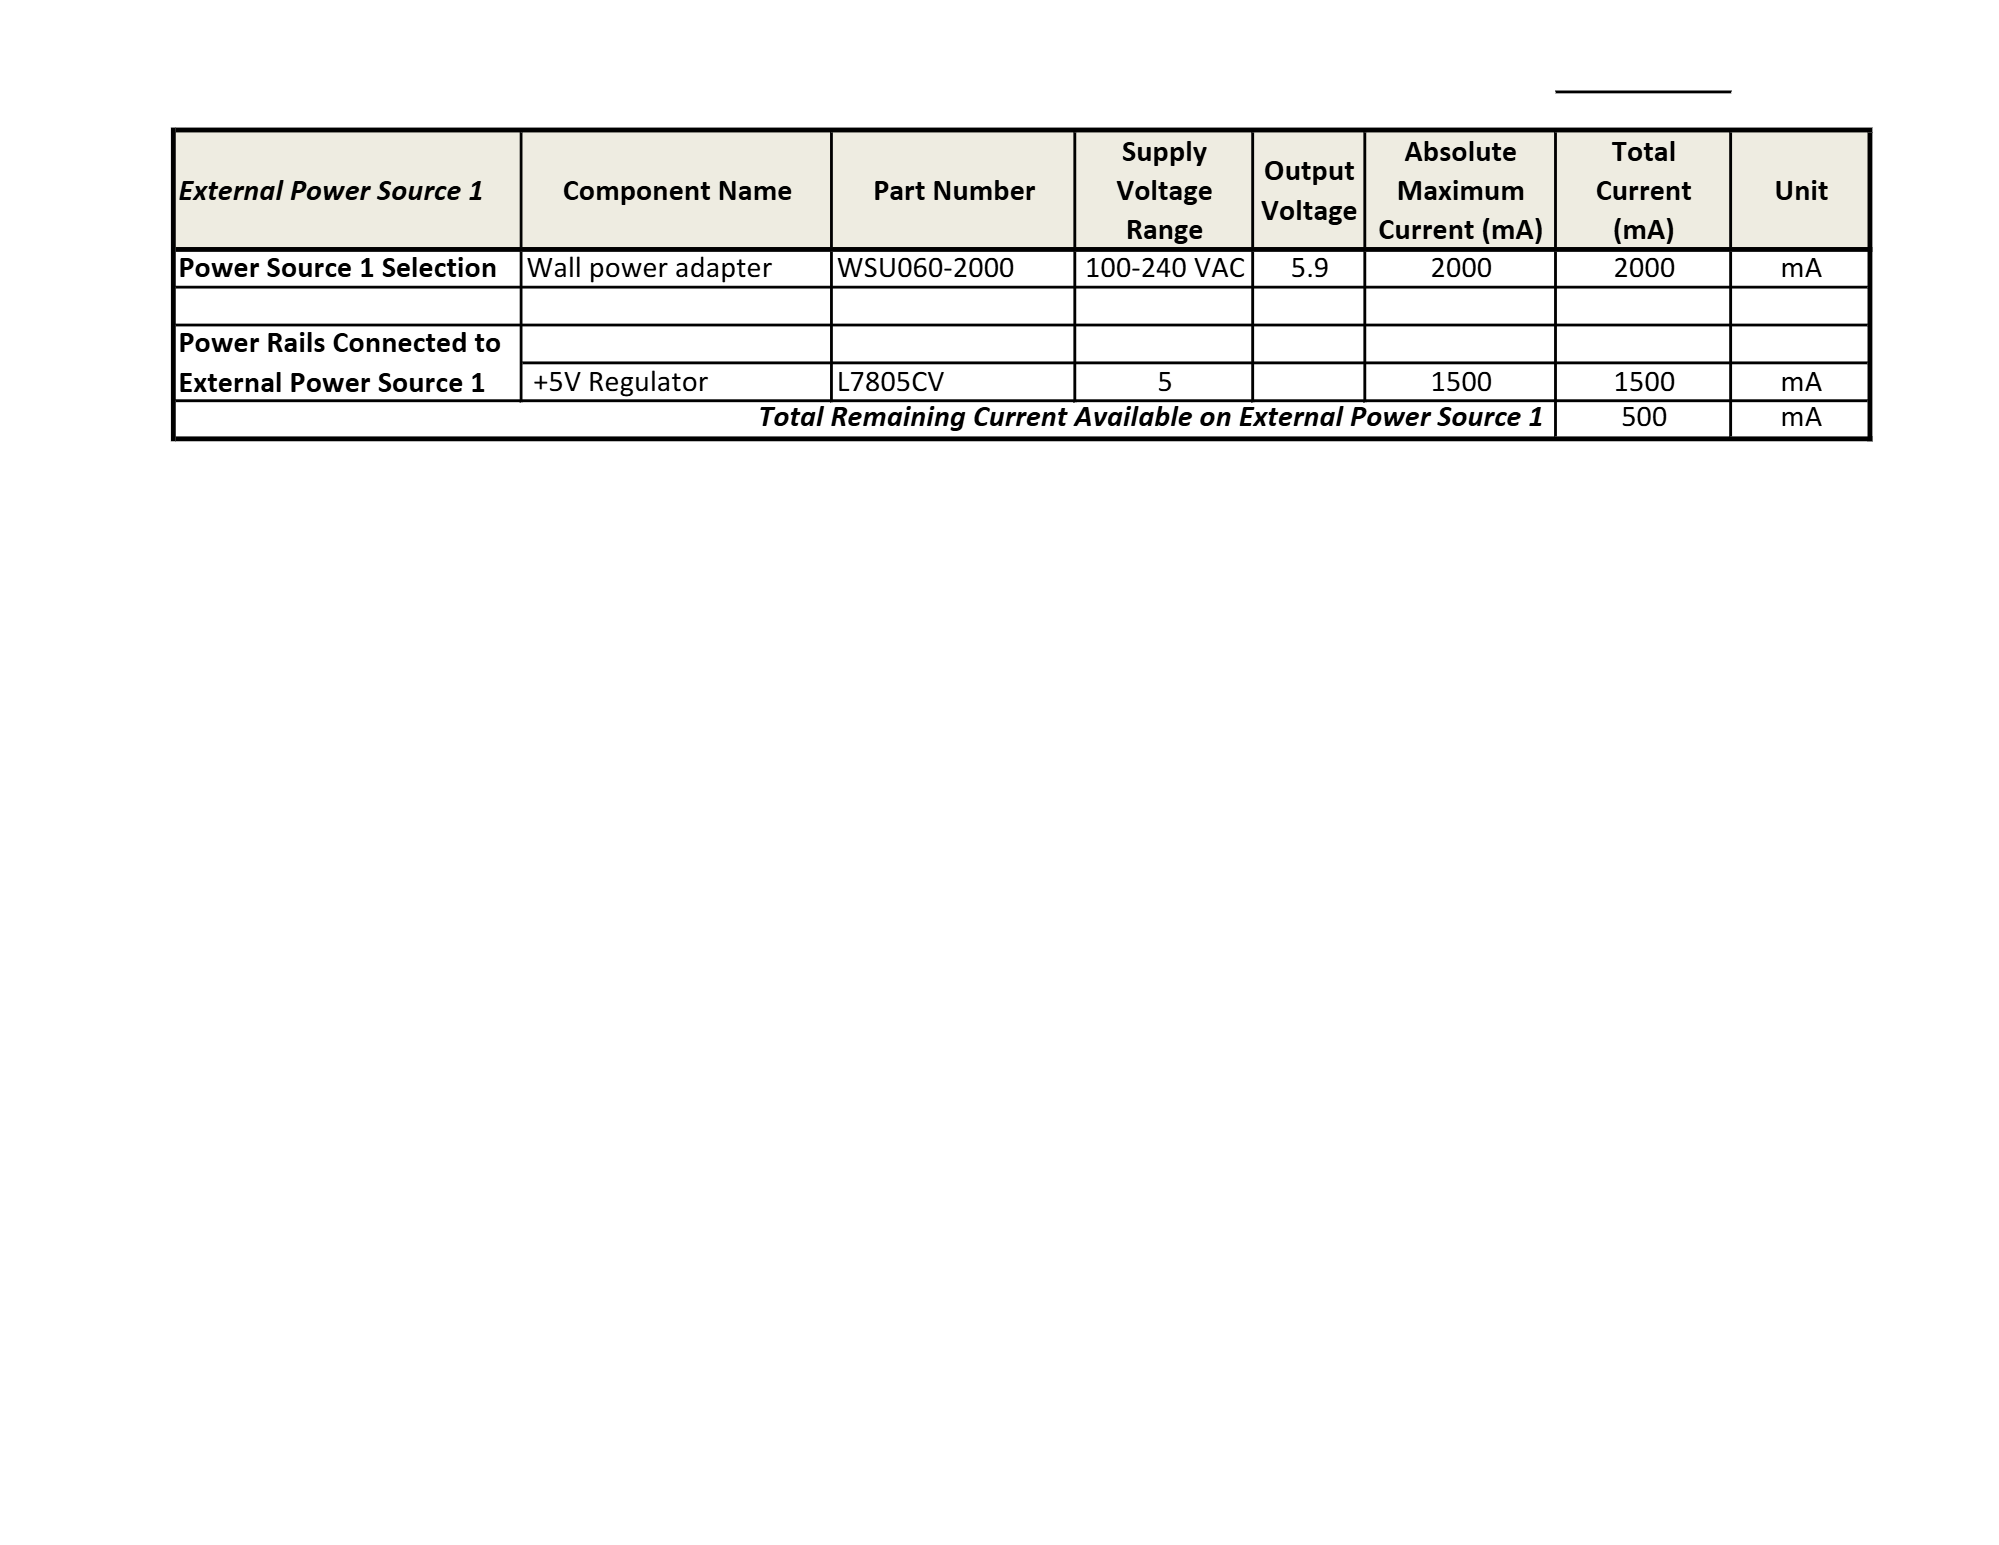 External Power Source 1 Component Name Part Number Supply Voltage Range Output Voltage Absolute Maximum Current (mA) Total Current (mA) Unit
Power Source 1 Selection Wall power adapter WSU060-2000 100-240 VAC 5.9 2000 2000 mA
Power Rails Connected to
External Power Source 1 +5V Regulator L7805CV 5 1500 1500 mA
Total Remaining Current Available on External Power Source 1 500 mA